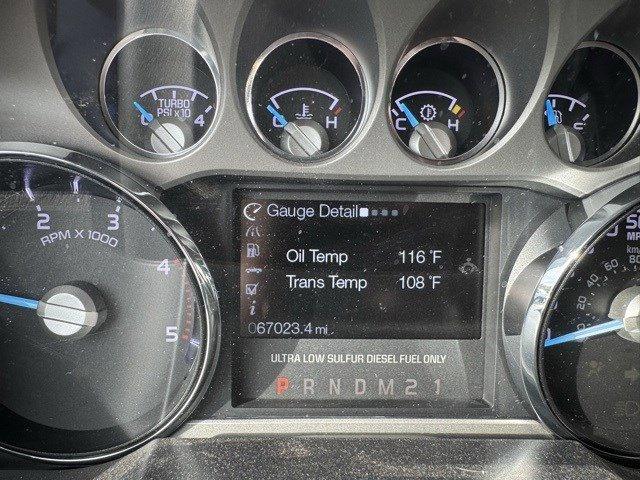 TURBO
PSI x 10
0 4
H
C H
2 3
RPM X 1000
4
5
Gauge Detail
Oil Temp 116 °F
Trans Temp 108 °F
067023.4 mi
ULTRA LOW SULFUR DIESEL FUEL ONLY
P R N D M 2 1
20
40
60
80